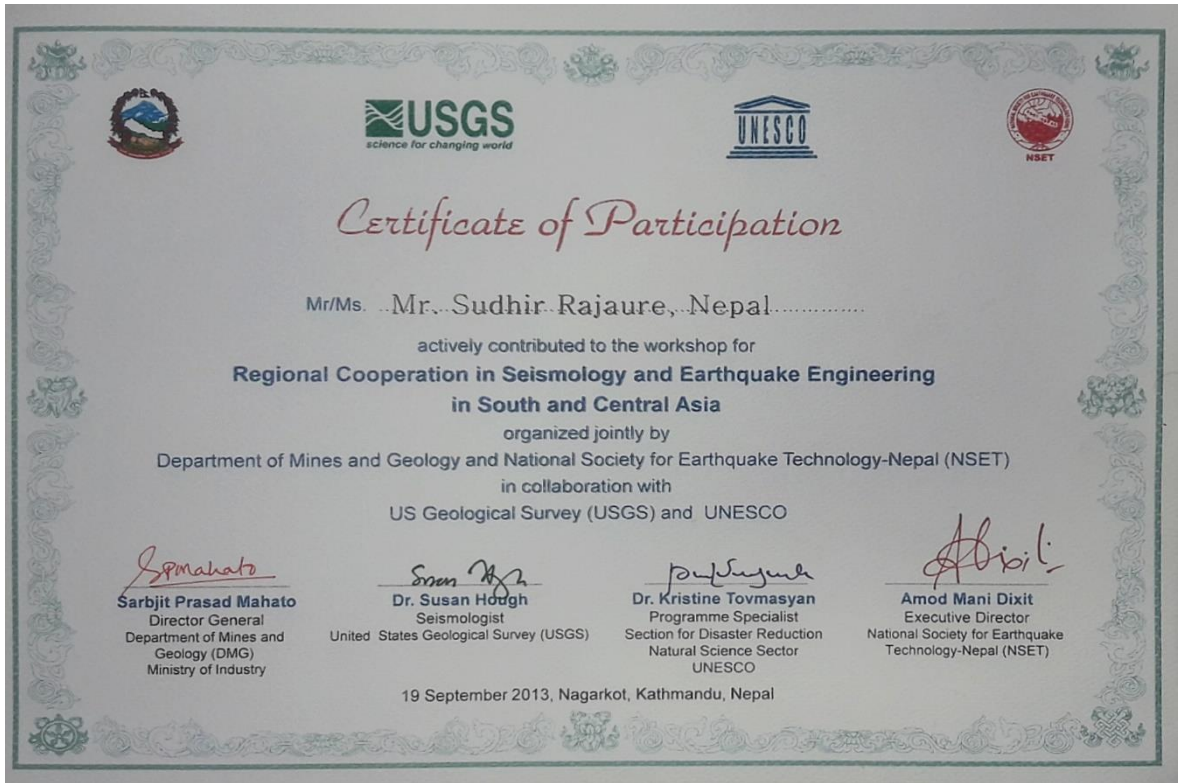 USGS
science for changing world
UNESCO
NSET
Certificate of Participation
Mr/Ms. Mr. Sudhir Rajaure, Nepal
actively contributed to the workshop for
Regional Cooperation in Seismology and Earthquake Engineering
in South and Central Asia
organized jointly by
Department of Mines and Geology and National Society for Earthquake Technology-Nepal (NSET)
in collaboration with
US Geological Survey (USGS) and UNESCO
SPMahato
Sarbjit Prasad Mahato
Director General
Department of Mines and
Geology (DMG)
Ministry of Industry
Susan Hough
Dr. Susan Hough
Seismologist
United States Geological Survey (USGS)
Dr. Kristine Tovmasyan
Programme Specialist
Section for Disaster Reduction
Natural Science Sector
UNESCO
ADixit
Amod Mani Dixit
Executive Director
National Society for Earthquake
Technology-Nepal (NSET)
19 September 2013, Nagarkot, Kathmandu, Nepal